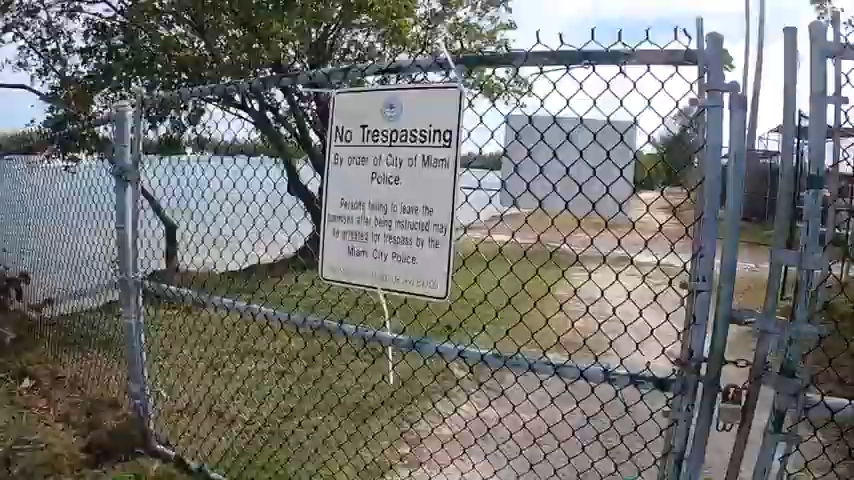 No Trespassing
By order of City of Miami
Police.
Persons failing to leave the
premises after being instructed may
be arrested for trespass by the
Miami City Police.